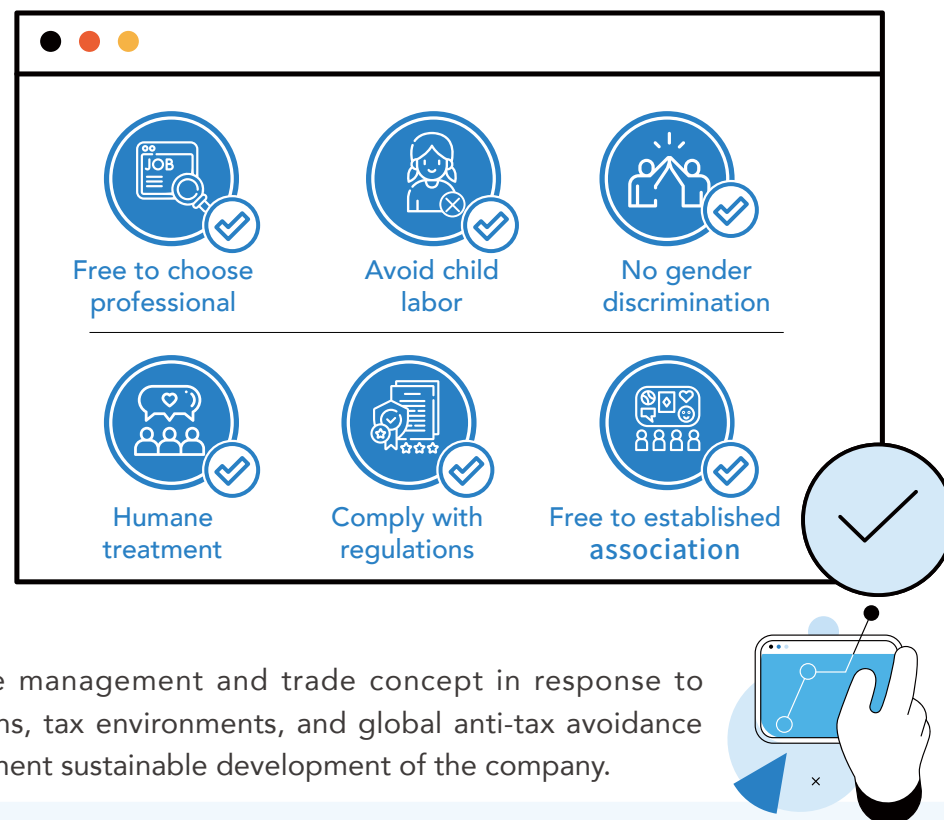 JOB
Free to choose
professional
Avoid child
labor
No gender
discrimination
Humane
treatment
Comply with
regulations
Free to established
association
management and trade concept in response to
tax environments, and global anti-tax avoidance
sustainable development of the company.